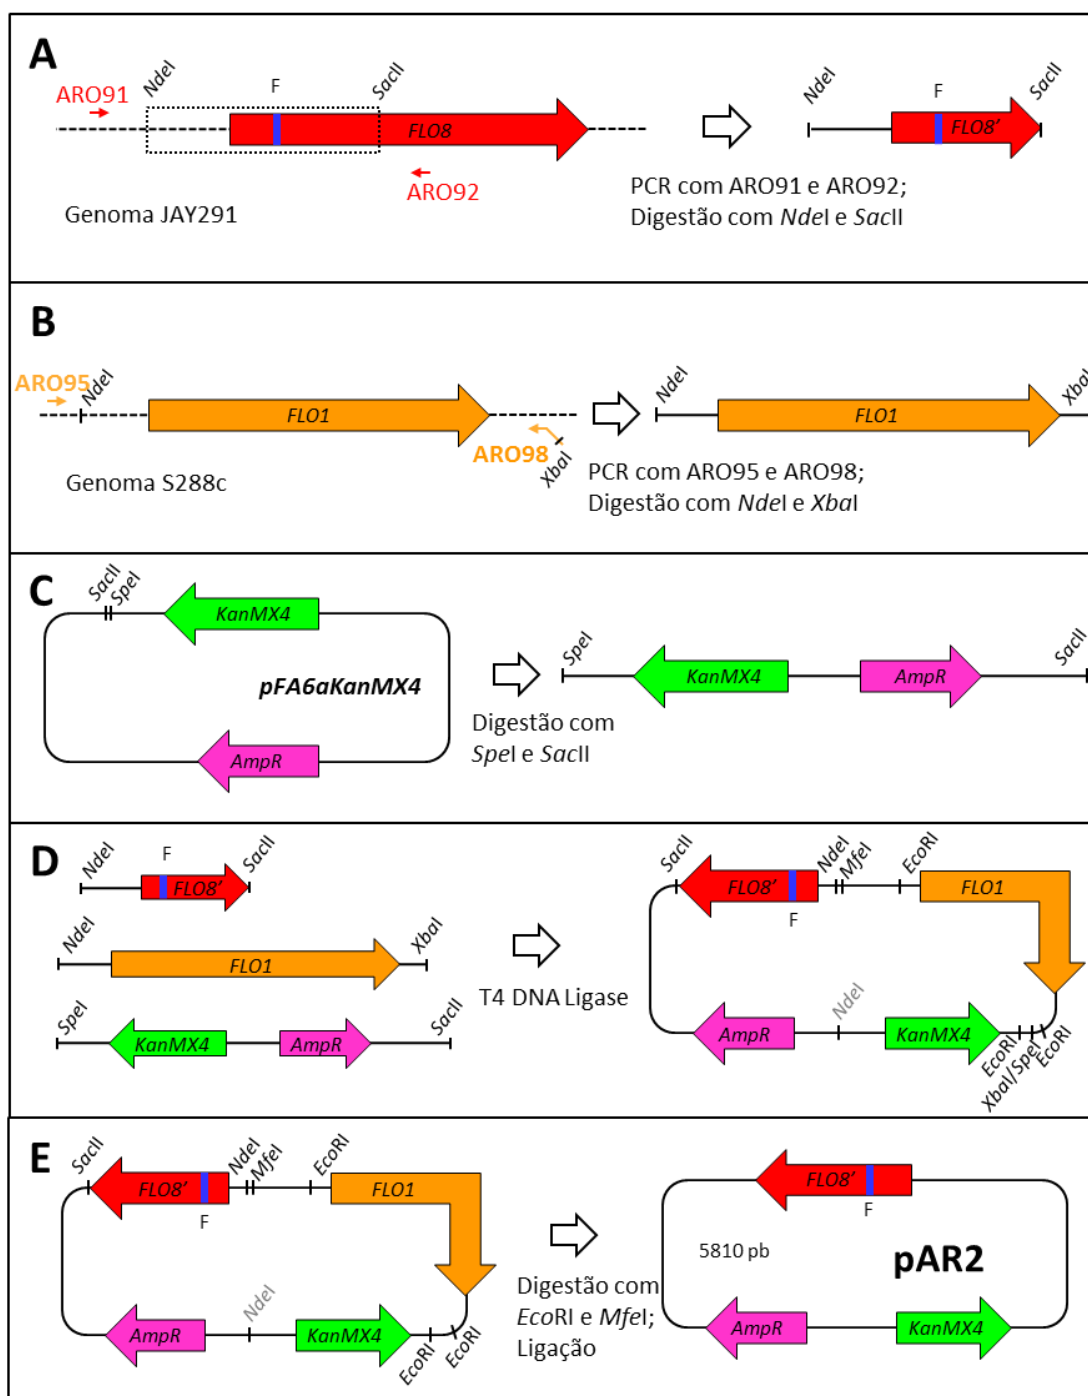 A
NdeI
F
SacII
ARO91
FLO8
ARO92
Genoma JAY291
NdeI
F
SacII
FLO8'
PCR com ARO91 e ARO92;
Digestão com NdeI e SacII
B
ARO95
NdeI
FLO1
ARO98
XbaI
Genoma S288c
NdeI
XbaI
FLO1
PCR com ARO95 e ARO98;
Digestão com NdeI e XbaI
C
SacII
SpeI
KanMX4
pFA6aKanMX4
AmpR
Digestão com
SpeI e SacII
SpeI
SacII
KanMX4
AmpR
D
NdeI
F
SacII
FLO8'
NdeI
XbaI
FLO1
SpeI
SacII
KanMX4
AmpR
T4 DNA Ligase
SacII
NdeI
MfeI
EcoRI
FLO8'
FLO1
F
NdeI
AmpR
KanMX4
EcoRI
XbaI/SpeI
EcoRI
E
SacII
NdeI
MfeI
EcoRI
FLO8'
FLO1
F
NdeI
AmpR
KanMX4
EcoRI
EcoRI
Digestão com
EcoRI e MfeI;
Ligação
FLO8'
F
5810 pb
pAR2
AmpR
KanMX4